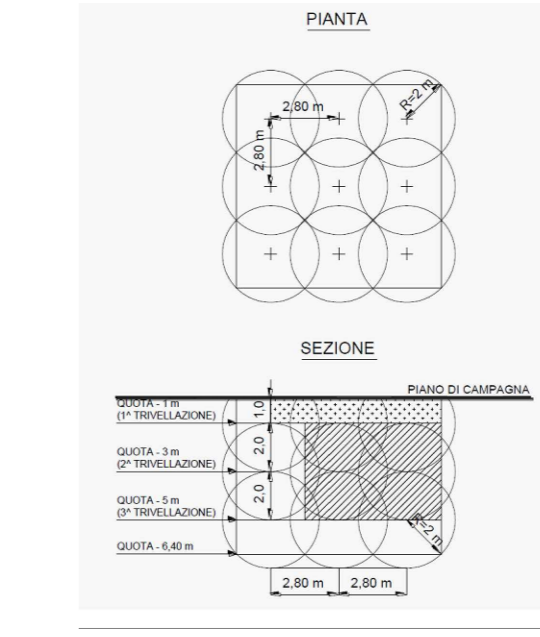 PIANTA
2,80 m
R=2 m
2,80 m
SEZIONE
PIANO DI CAMPAGNA
QUOTA - 1 m
(1^ TRIVELLAZIONE)
1,0
QUOTA - 3 m
(2^ TRIVELLAZIONE)
2,0
QUOTA - 5 m
(3^ TRIVELLAZIONE)
2,0
R=2 m
QUOTA - 6,40 m
2,80 m 2,80 m